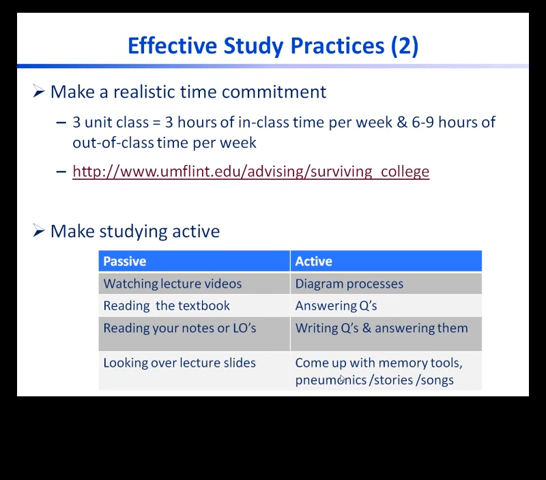 Effective Study Practices (2)
➤ Make a realistic time commitment
– 3 unit class = 3 hours of in-class time per week & 6-9 hours of
out-of-class time per week
– http://www.umflint.edu/advising/surviving_college
➤ Make studying active
Passive Active
Watching lecture videos Diagram processes
Reading the textbook Answering Q's
Reading your notes or LO's Writing Q's & answering them
Looking over lecture slides Come up with memory tools,
pneumonics /stories /songs